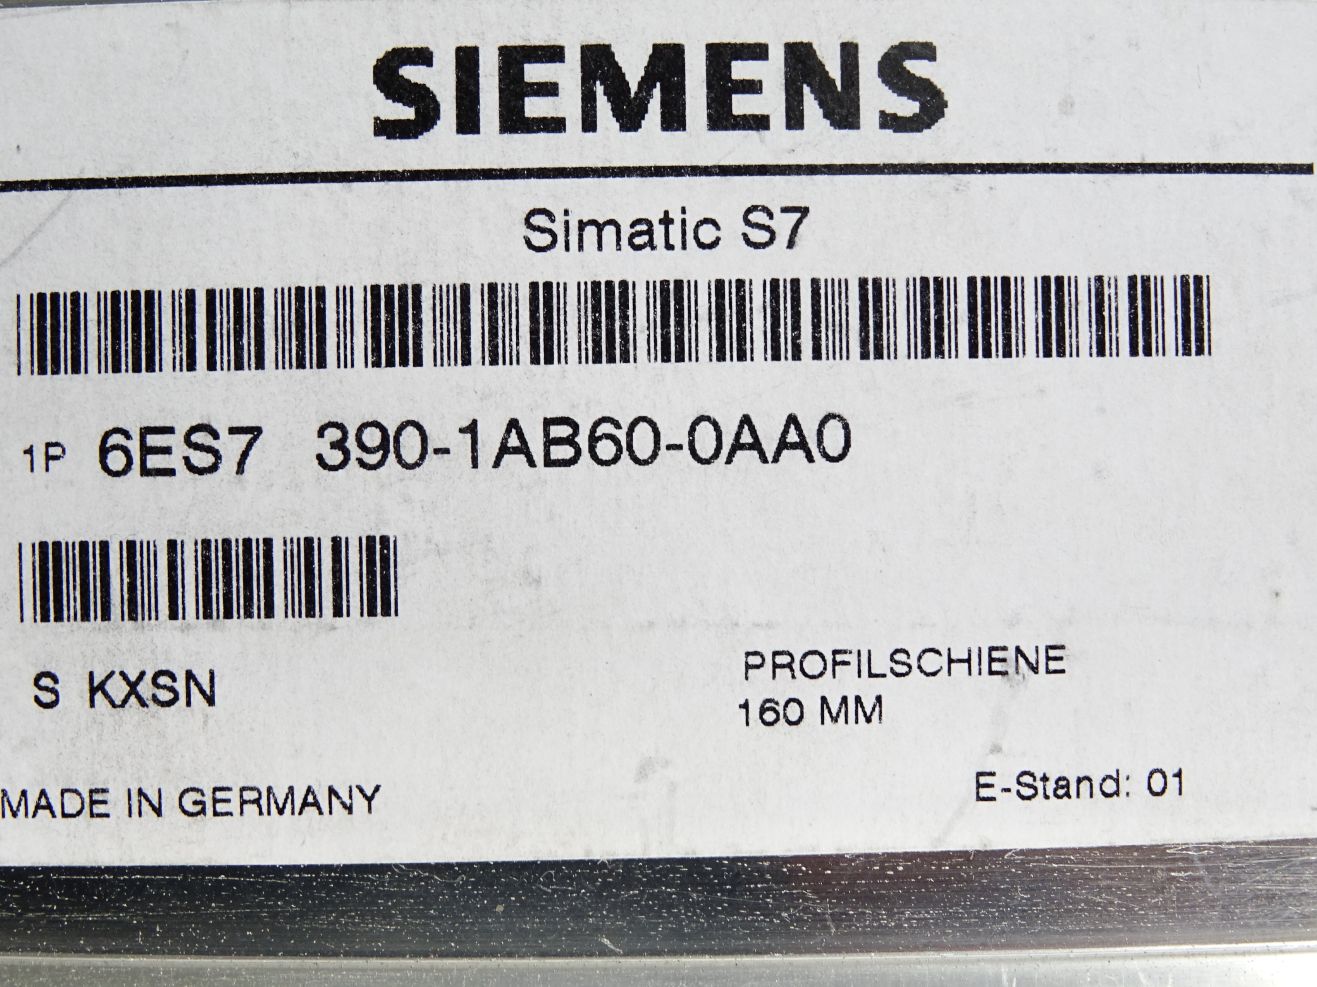 SIEMENS
Simatic S7
1P 6ES7 390-1AB60-0AA0
S KXSN
PROFILSCHIENE
160 MM
MADE IN GERMANY
E-Stand: 01